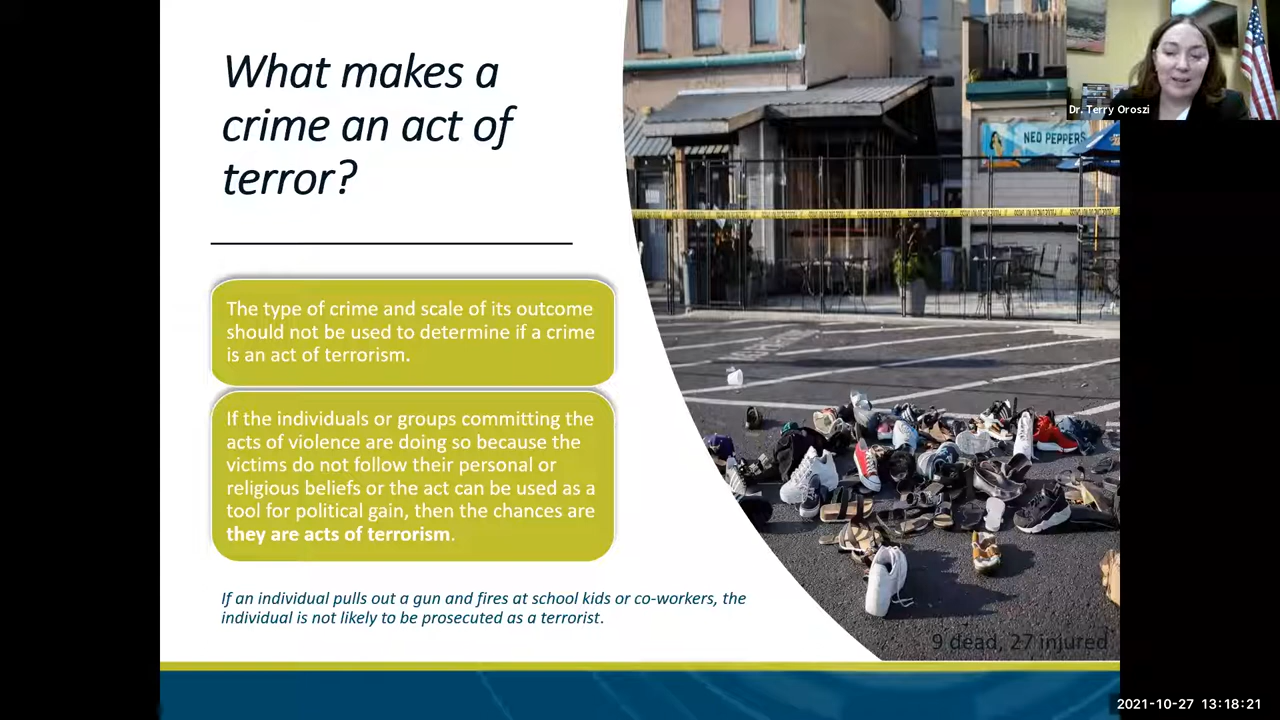 What makes a
crime an act of
terror?
The type of crime and scale of its outcome
should not be used to determine if a crime
is an act of terrorism.
If the individuals or groups committing the
acts of violence are doing so because the
victims do not follow their personal or
religious beliefs or the act can be used as a
tool for political gain, then the chances are
they are acts of terrorism.
If an individual pulls out a gun and fires at school kids or co-workers, the
individual is not likely to be prosecuted as a terrorist.
NED PEPPERS
9 dead, 27 injured
Dr. Terry Oroszi
2021-10-27 13:18:21